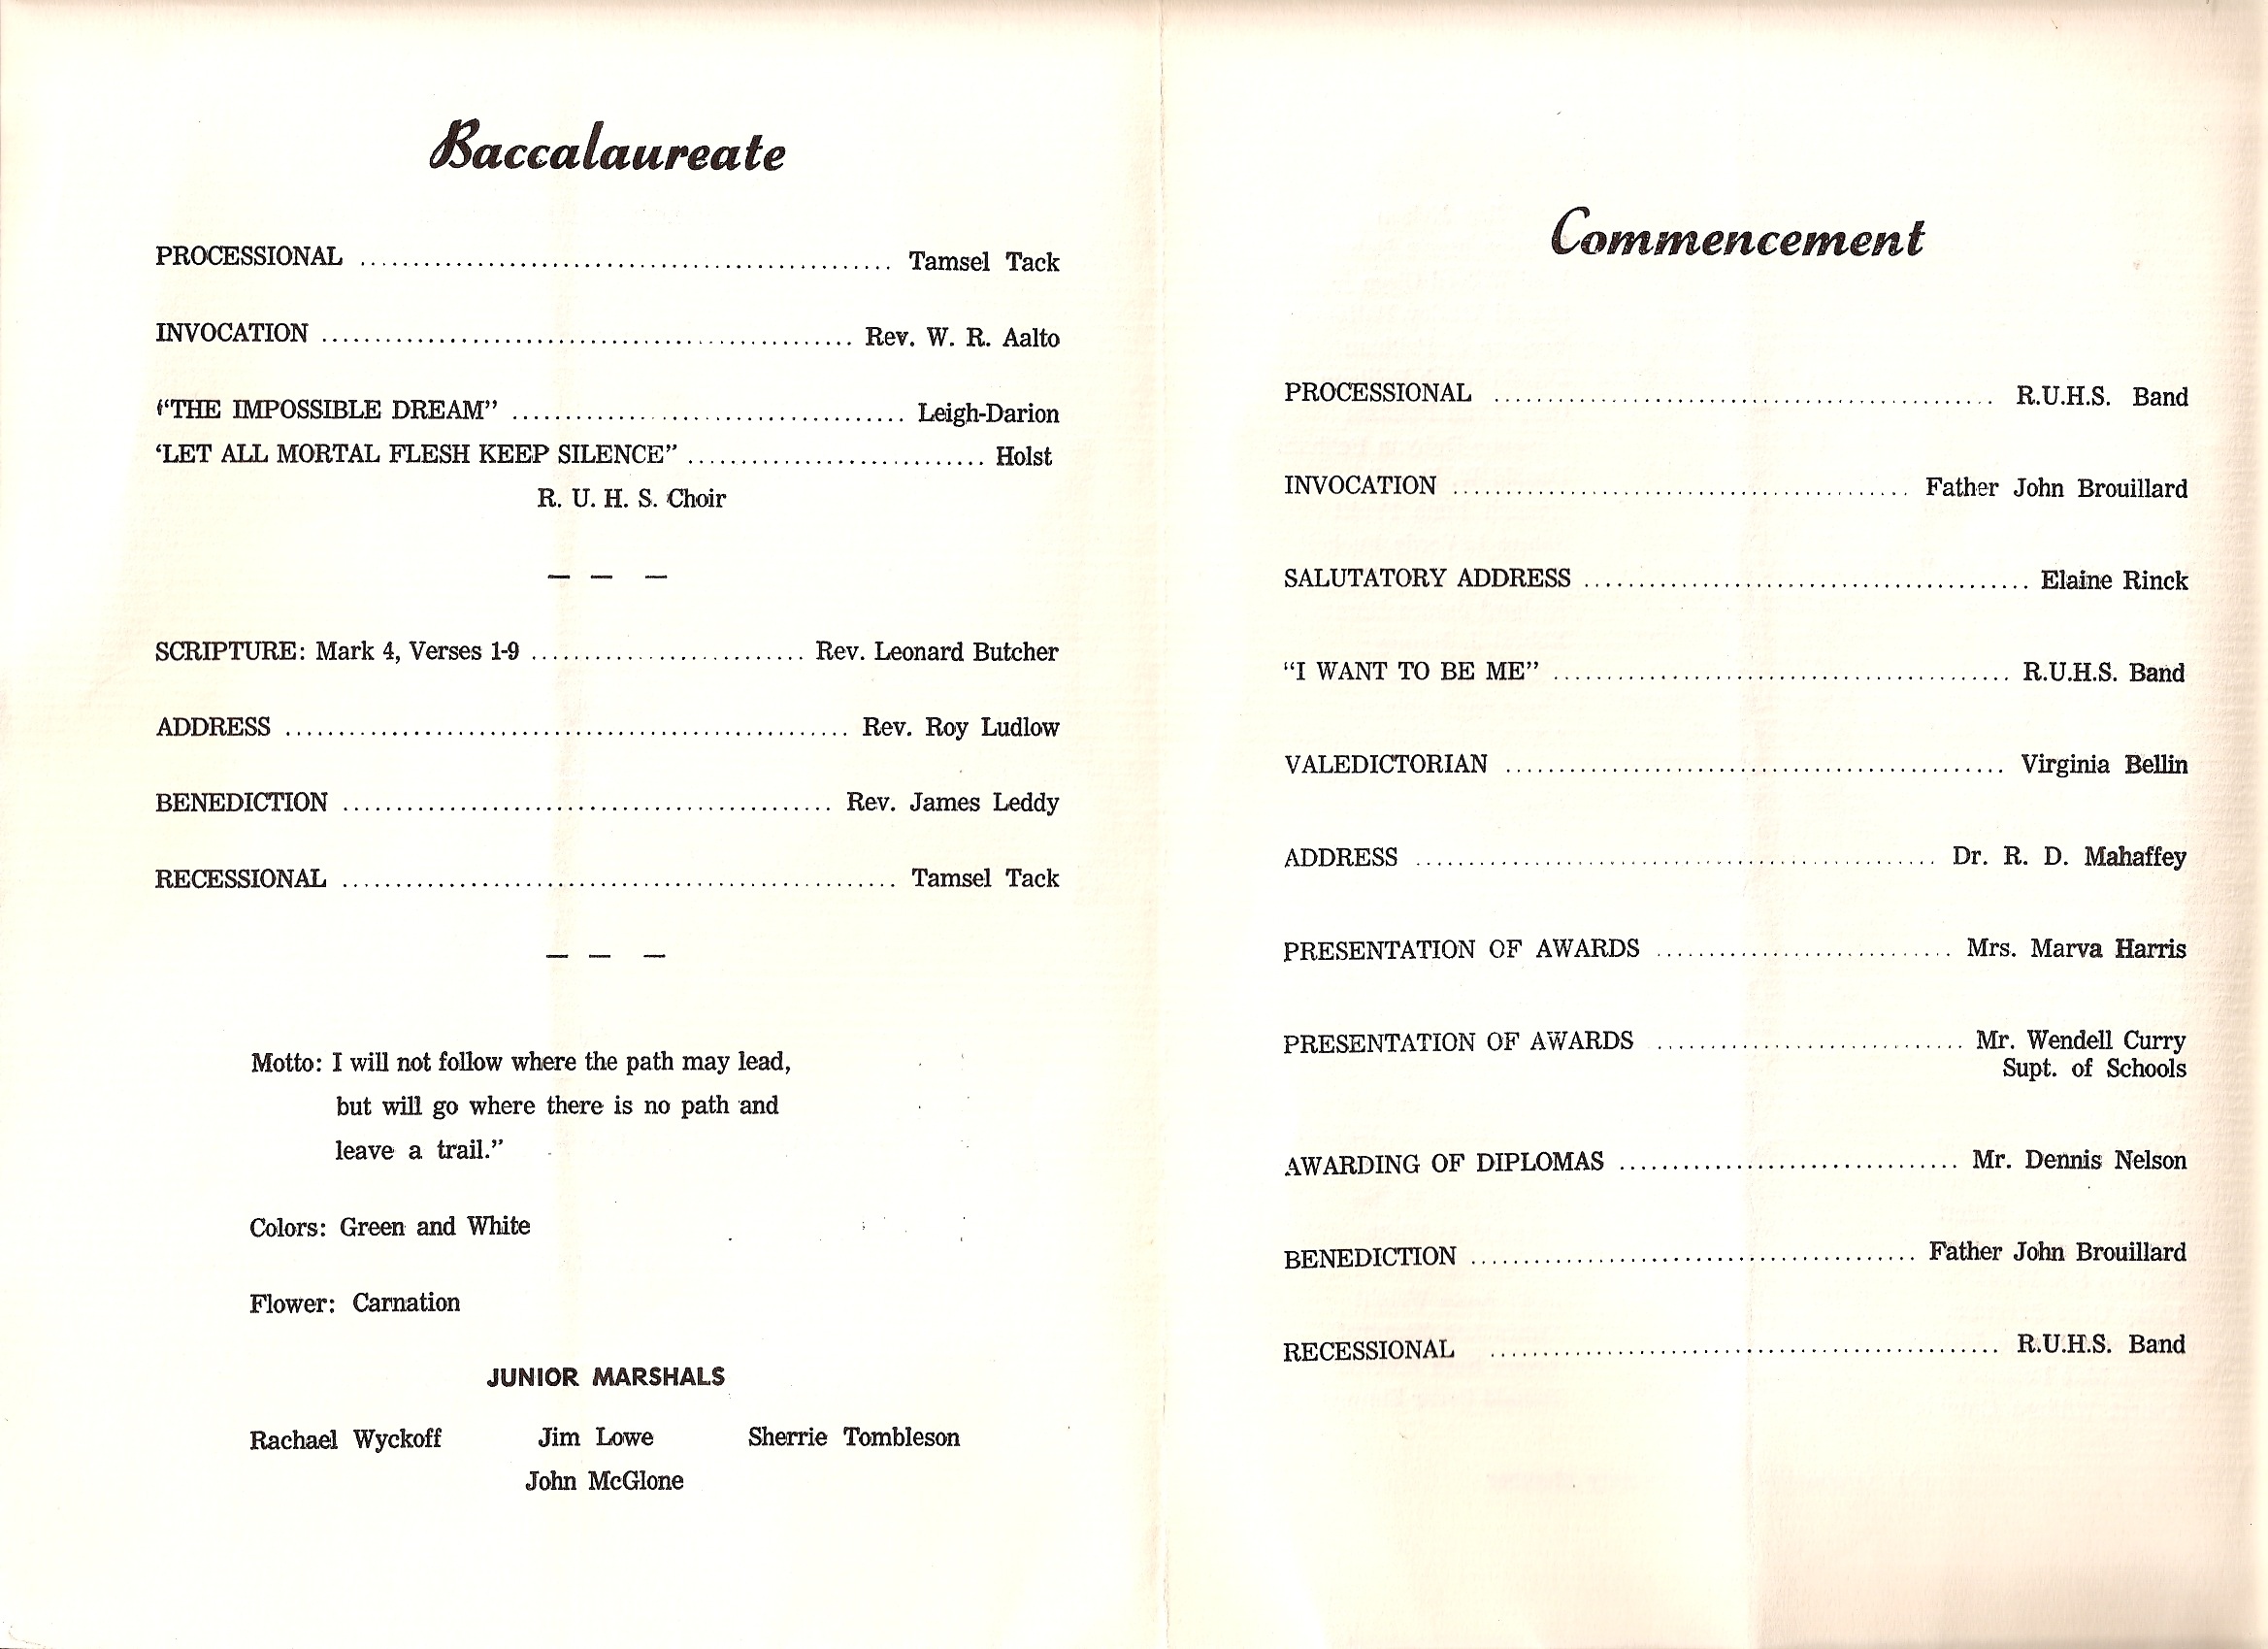 Baccalaureate
PROCESSIONAL .................................................. Tamsel Tack
INVOCATION .................................................. Rev. W. R. Aalto
"THE IMPOSSIBLE DREAM" ..................................... Leigh-Darion
‘LET ALL MORTAL FLESH KEEP SILENCE” ............................ Holst
R. U. H. S. Choir
— — —
SCRIPTURE: Mark 4, Verses 1-9 .......................... Rev. Leonard Butcher
ADDRESS ..................................................... Rev. Roy Ludlow
BENEDICTION .............................................. Rev. James Leddy
RECESSIONAL .................................................... Tamsel Tack
— — —
Motto: I will not follow where the path may lead,
but will go where there is no path and
leave a trail.”
Colors: Green and White
Flower: Carnation
JUNIOR MARSHALS
Rachael Wyckoff Jim Lowe Sherrie Tombleson
John McGlone
Commencement
PROCESSIONAL ............................................... R.U.H.S. Band
INVOCATION ........................................... Father John Brouillard
SALUTATORY ADDRESS .......................................... Elaine Rinck
“I WANT TO BE ME” ........................................... R.U.H.S. Band
VALEDICTORIAN ............................................... Virginia Bellin
ADDRESS ................................................. Dr. R. D. Mahaffey
PRESENTATION OF AWARDS ............................ Mrs. Marva Harris
PRESENTATION OF AWARDS ............................. Mr. Wendell Curry
Supt. of Schools
AWARDING OF DIPLOMAS ................................ Mr. Dennis Nelson
BENEDICTION .......................................... Father John Brouillard
RECESSIONAL ................................................ R.U.H.S. Band